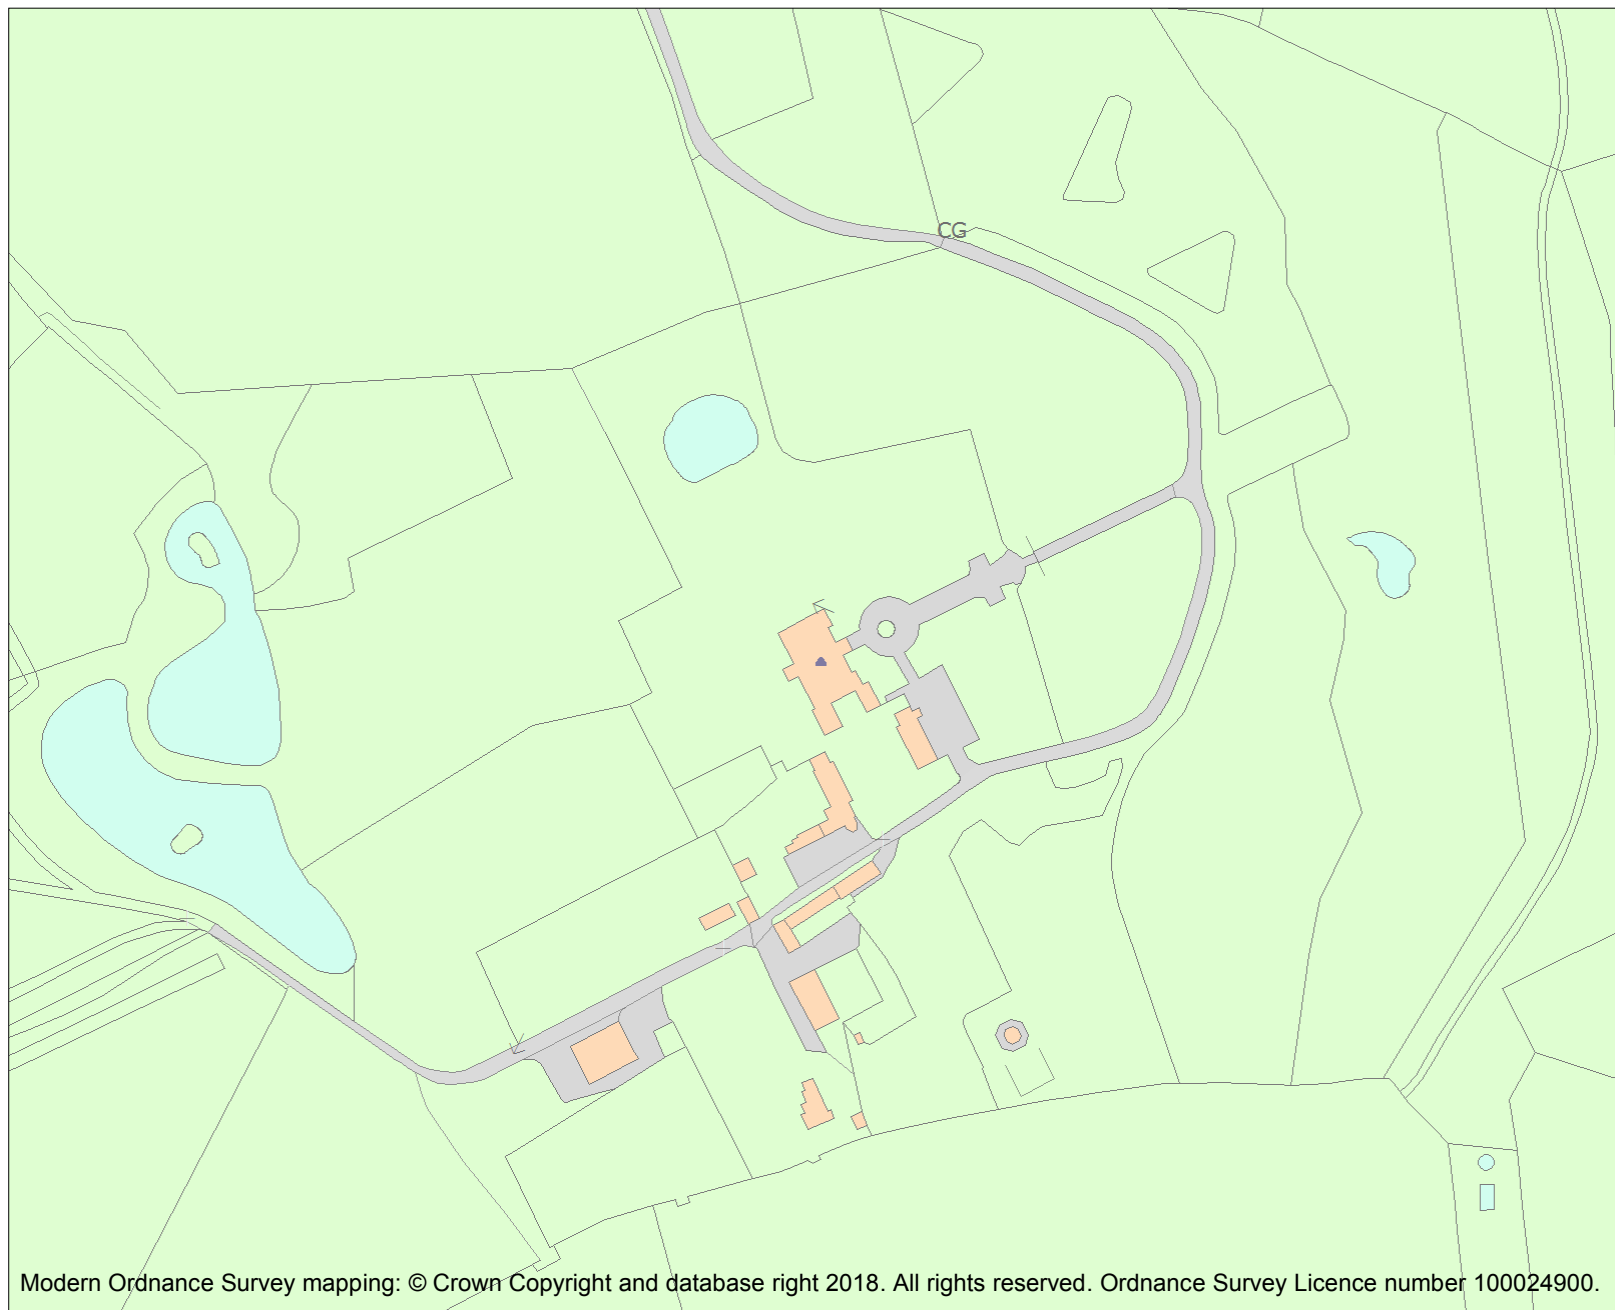 CG
Modern Ordnance Survey mapping: © Crown Copyright and database right 2018. All rights reserved. Ordnance Survey Licence number 100024900.